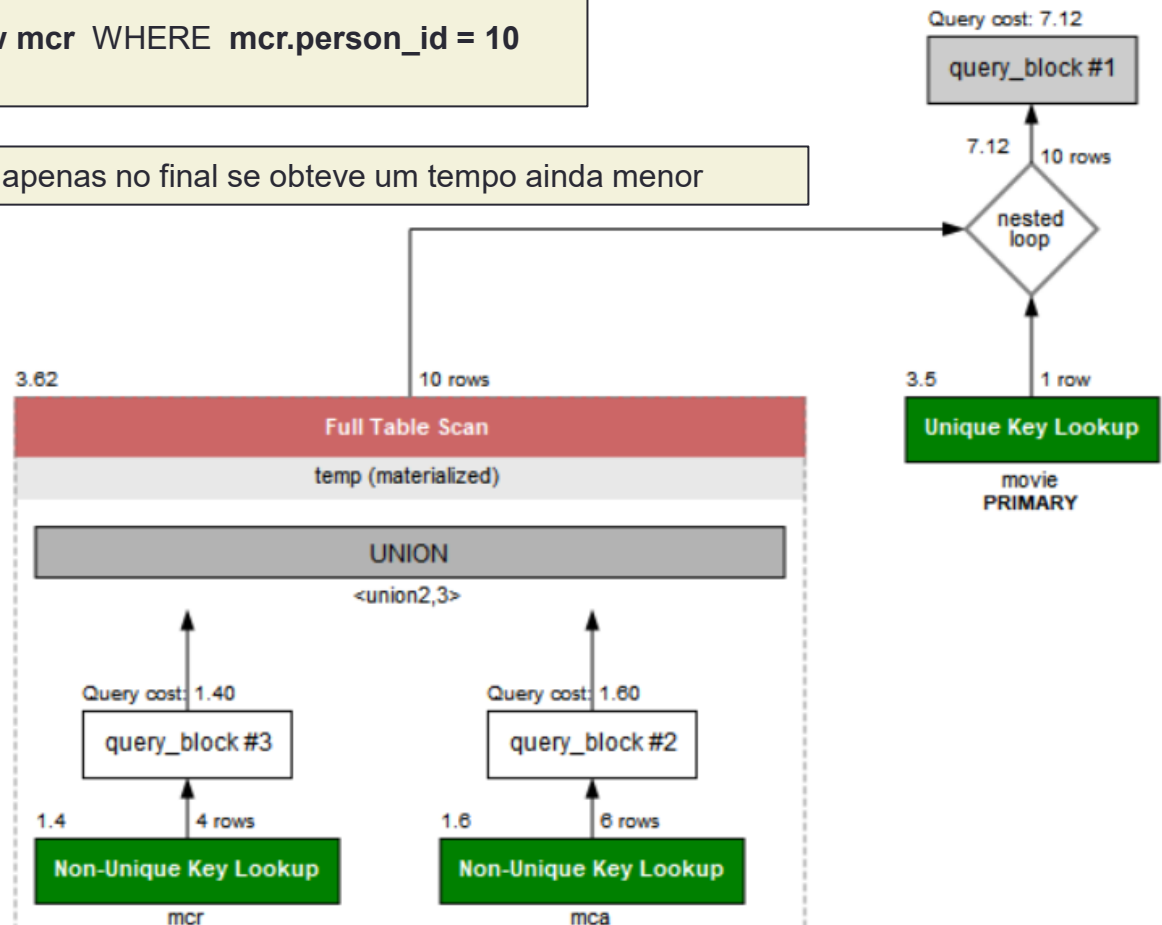 mcr WHERE mcr.person_id = 10
apenas no final se obteve um tempo ainda menor
Query cost: 7.12
query_block #1
7.12
10 rows
nested
loop
3.62
10 rows
Full Table Scan
temp (materialized)
UNION
<union2,3>
Query cost: 1.40
query_block #3
1.4
4 rows
Non-Unique Key Lookup
mcr
Query cost: 1.60
query_block #2
1.6
6 rows
Non-Unique Key Lookup
mca
3.5
1 row
Unique Key Lookup
movie
PRIMARY